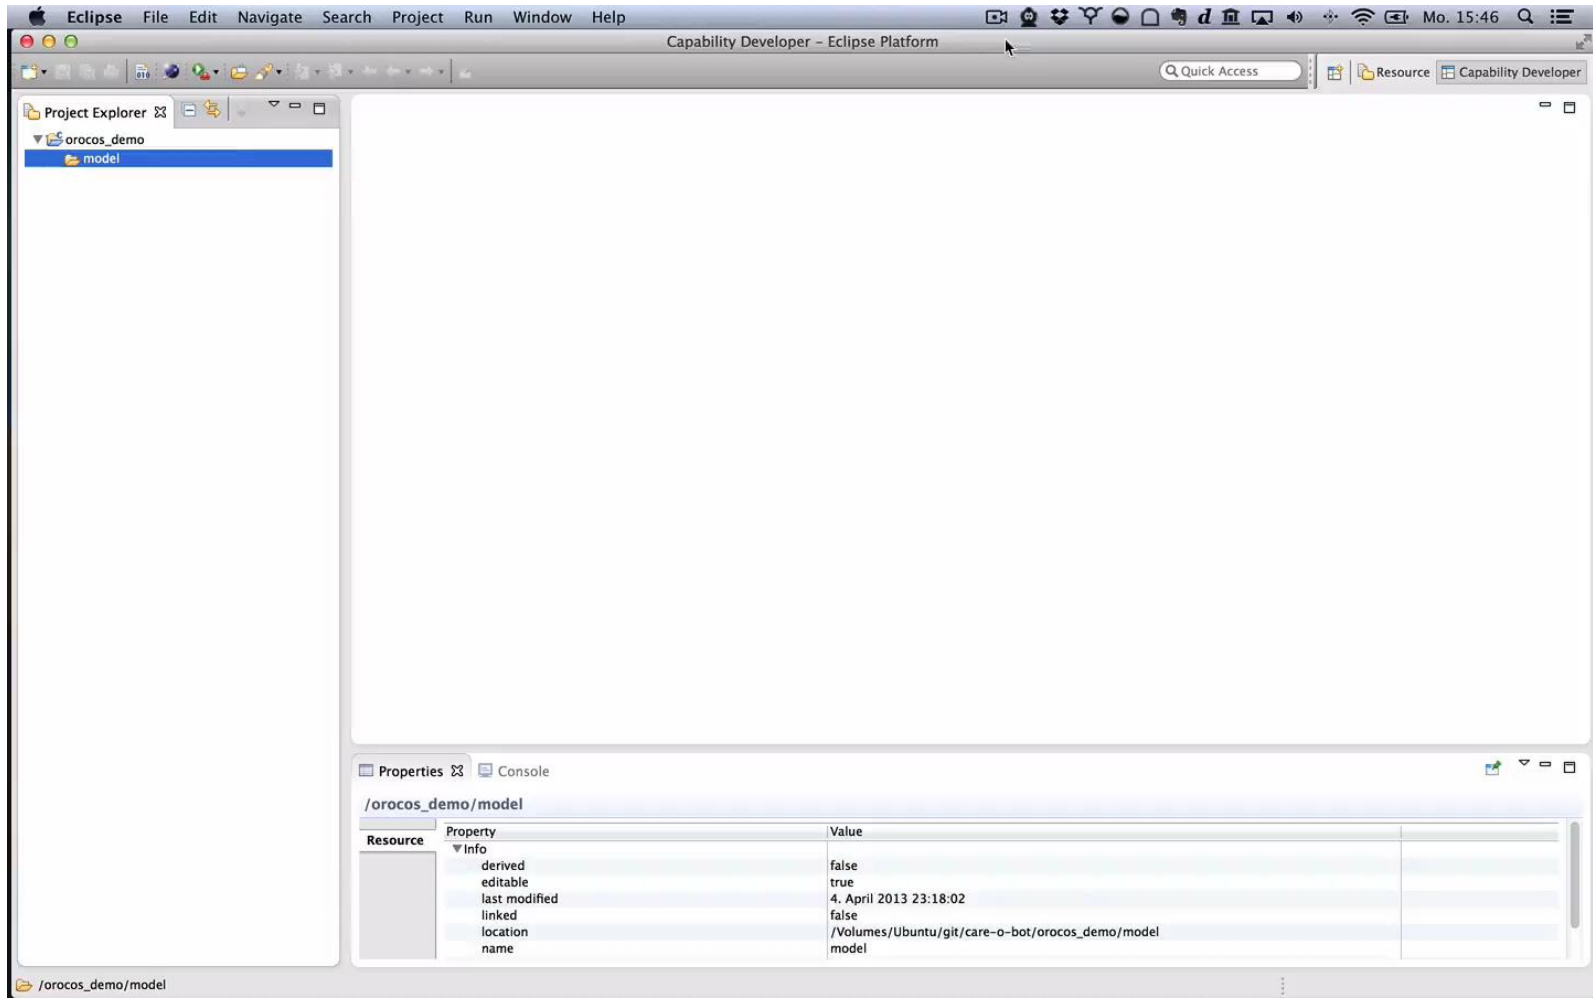 Eclipse File Edit Navigate Search Project Run Window Help Mo. 15:46
Capability Developer – Eclipse Platform
Quick Access Resource Capability Developer
Project Explorer
orocos_demo
model
Properties Console
/orocos_demo/model
Resource
Property Value
Info
derived false
editable true
last modified 4. April 2013 23:18:02
linked false
location /Volumes/Ubuntu/git/care-o-bot/orocos_demo/model
name model
/orocos_demo/model